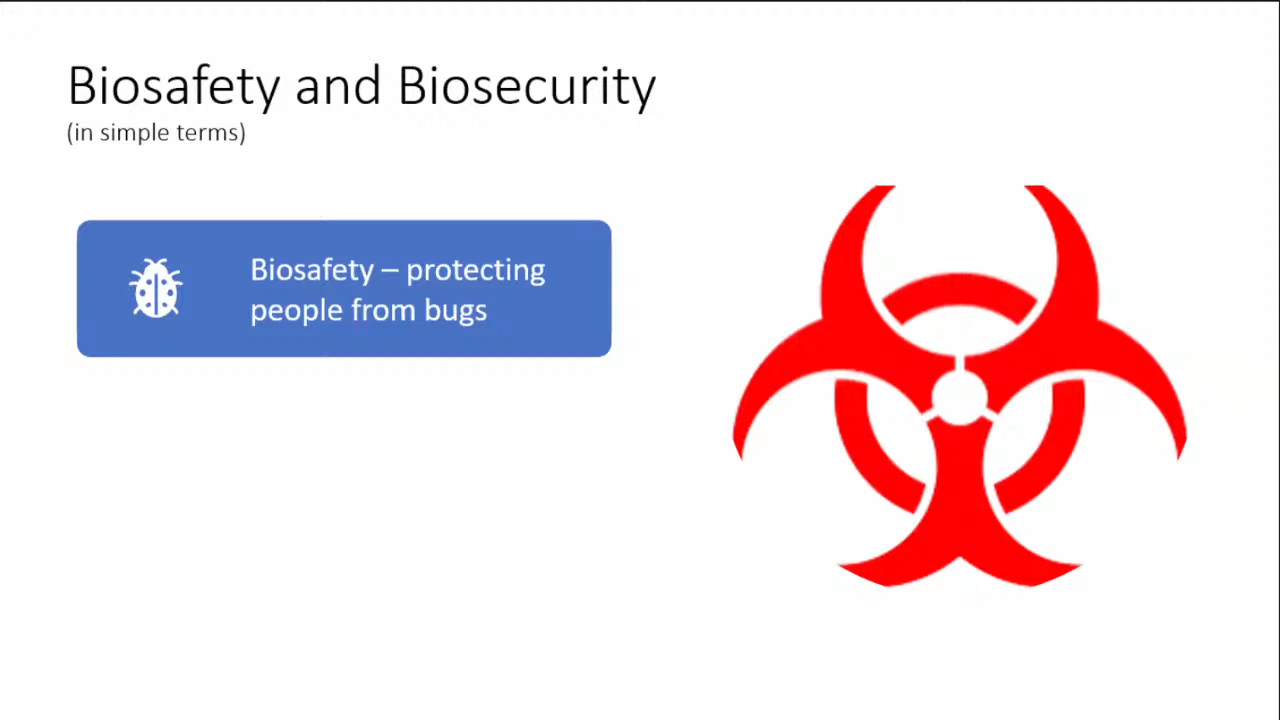 Biosafety and Biosecurity
(in simple terms)
Biosafety – protecting
people from bugs